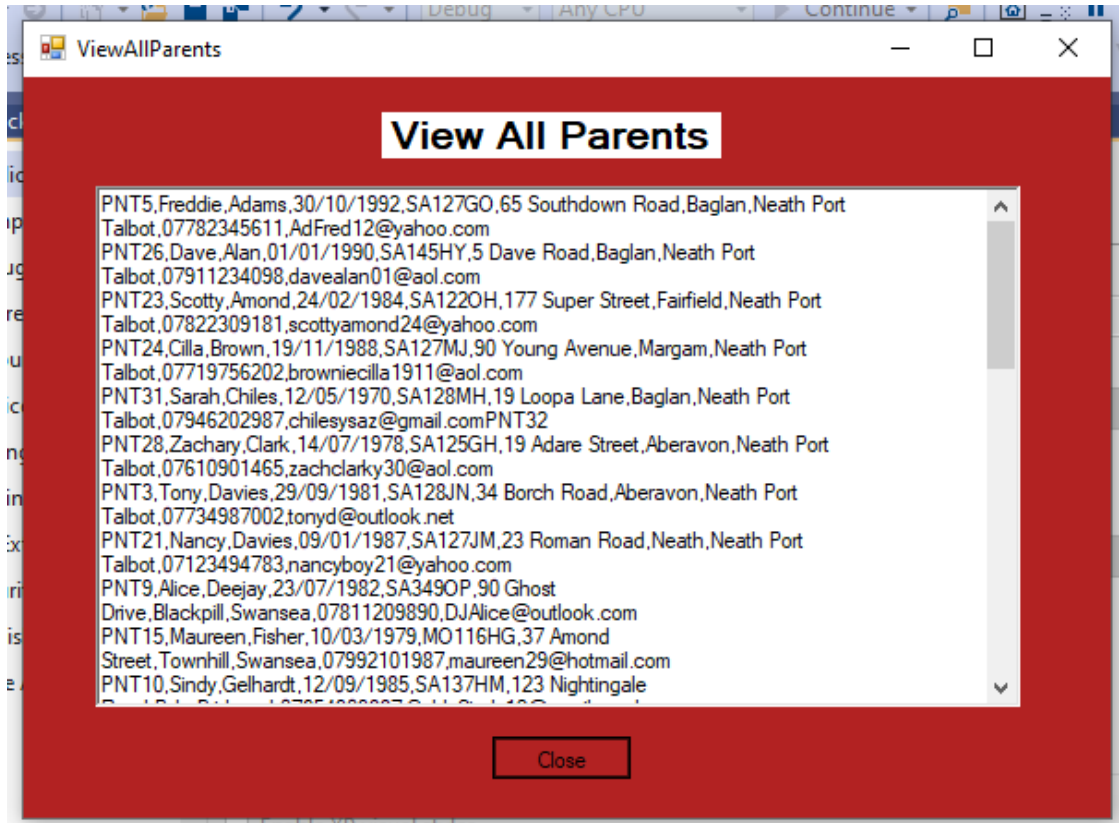 Debug Any CPU Continue
ViewAllParents
View All Parents
PNT5,Freddie,Adams,30/10/1992,SA127GO,65 Southdown Road,Baglan,Neath Port
Talbot,07782345611,AdFred12@yahoo.com
PNT26,Dave,Alan,01/01/1990,SA145HY,5 Dave Road,Baglan,Neath Port
Talbot,07911234098,davealan01@aol.com
PNT23,Scotty,Amond,24/02/1984,SA122OH,177 Super Street,Fairfield,Neath Port
Talbot,07822309181,scottyamond24@yahoo.com
PNT24,Cilla,Brown,19/11/1988,SA127MJ,90 Young Avenue,Margam,Neath Port
Talbot,07719756202,browniecilla1911@aol.com
PNT31,Sarah,Chiles,12/05/1970,SA128MH,19 Loopa Lane,Baglan,Neath Port
Talbot,07946202987,chilesysaz@gmail.comPNT32
PNT28,Zachary,Clark,14/07/1978,SA125GH,19 Adare Street,Aberavon,Neath Port
Talbot,07610901465,zachclarky30@aol.com
PNT3,Tony,Davies,29/09/1981,SA128JN,34 Borch Road,Aberavon,Neath Port
Talbot,07734987002,tonyd@outlook.net
PNT21,Nancy,Davies,09/01/1987,SA127JM,23 Roman Road,Neath,Neath Port
Talbot,07123494783,nancyboy21@yahoo.com
PNT9,Alice,Deejay,23/07/1982,SA349OP,90 Ghost
Drive,Blackpill,Swansea,07811209890,DJAlice@outlook.com
PNT15,Maureen,Fisher,10/03/1979,MO116HG,37 Amond
Street,Townhill,Swansea,07992101987,maureen29@hotmail.com
PNT10,Sindy,Gelhardt,12/09/1985,SA137HM,123 Nightingale
Close